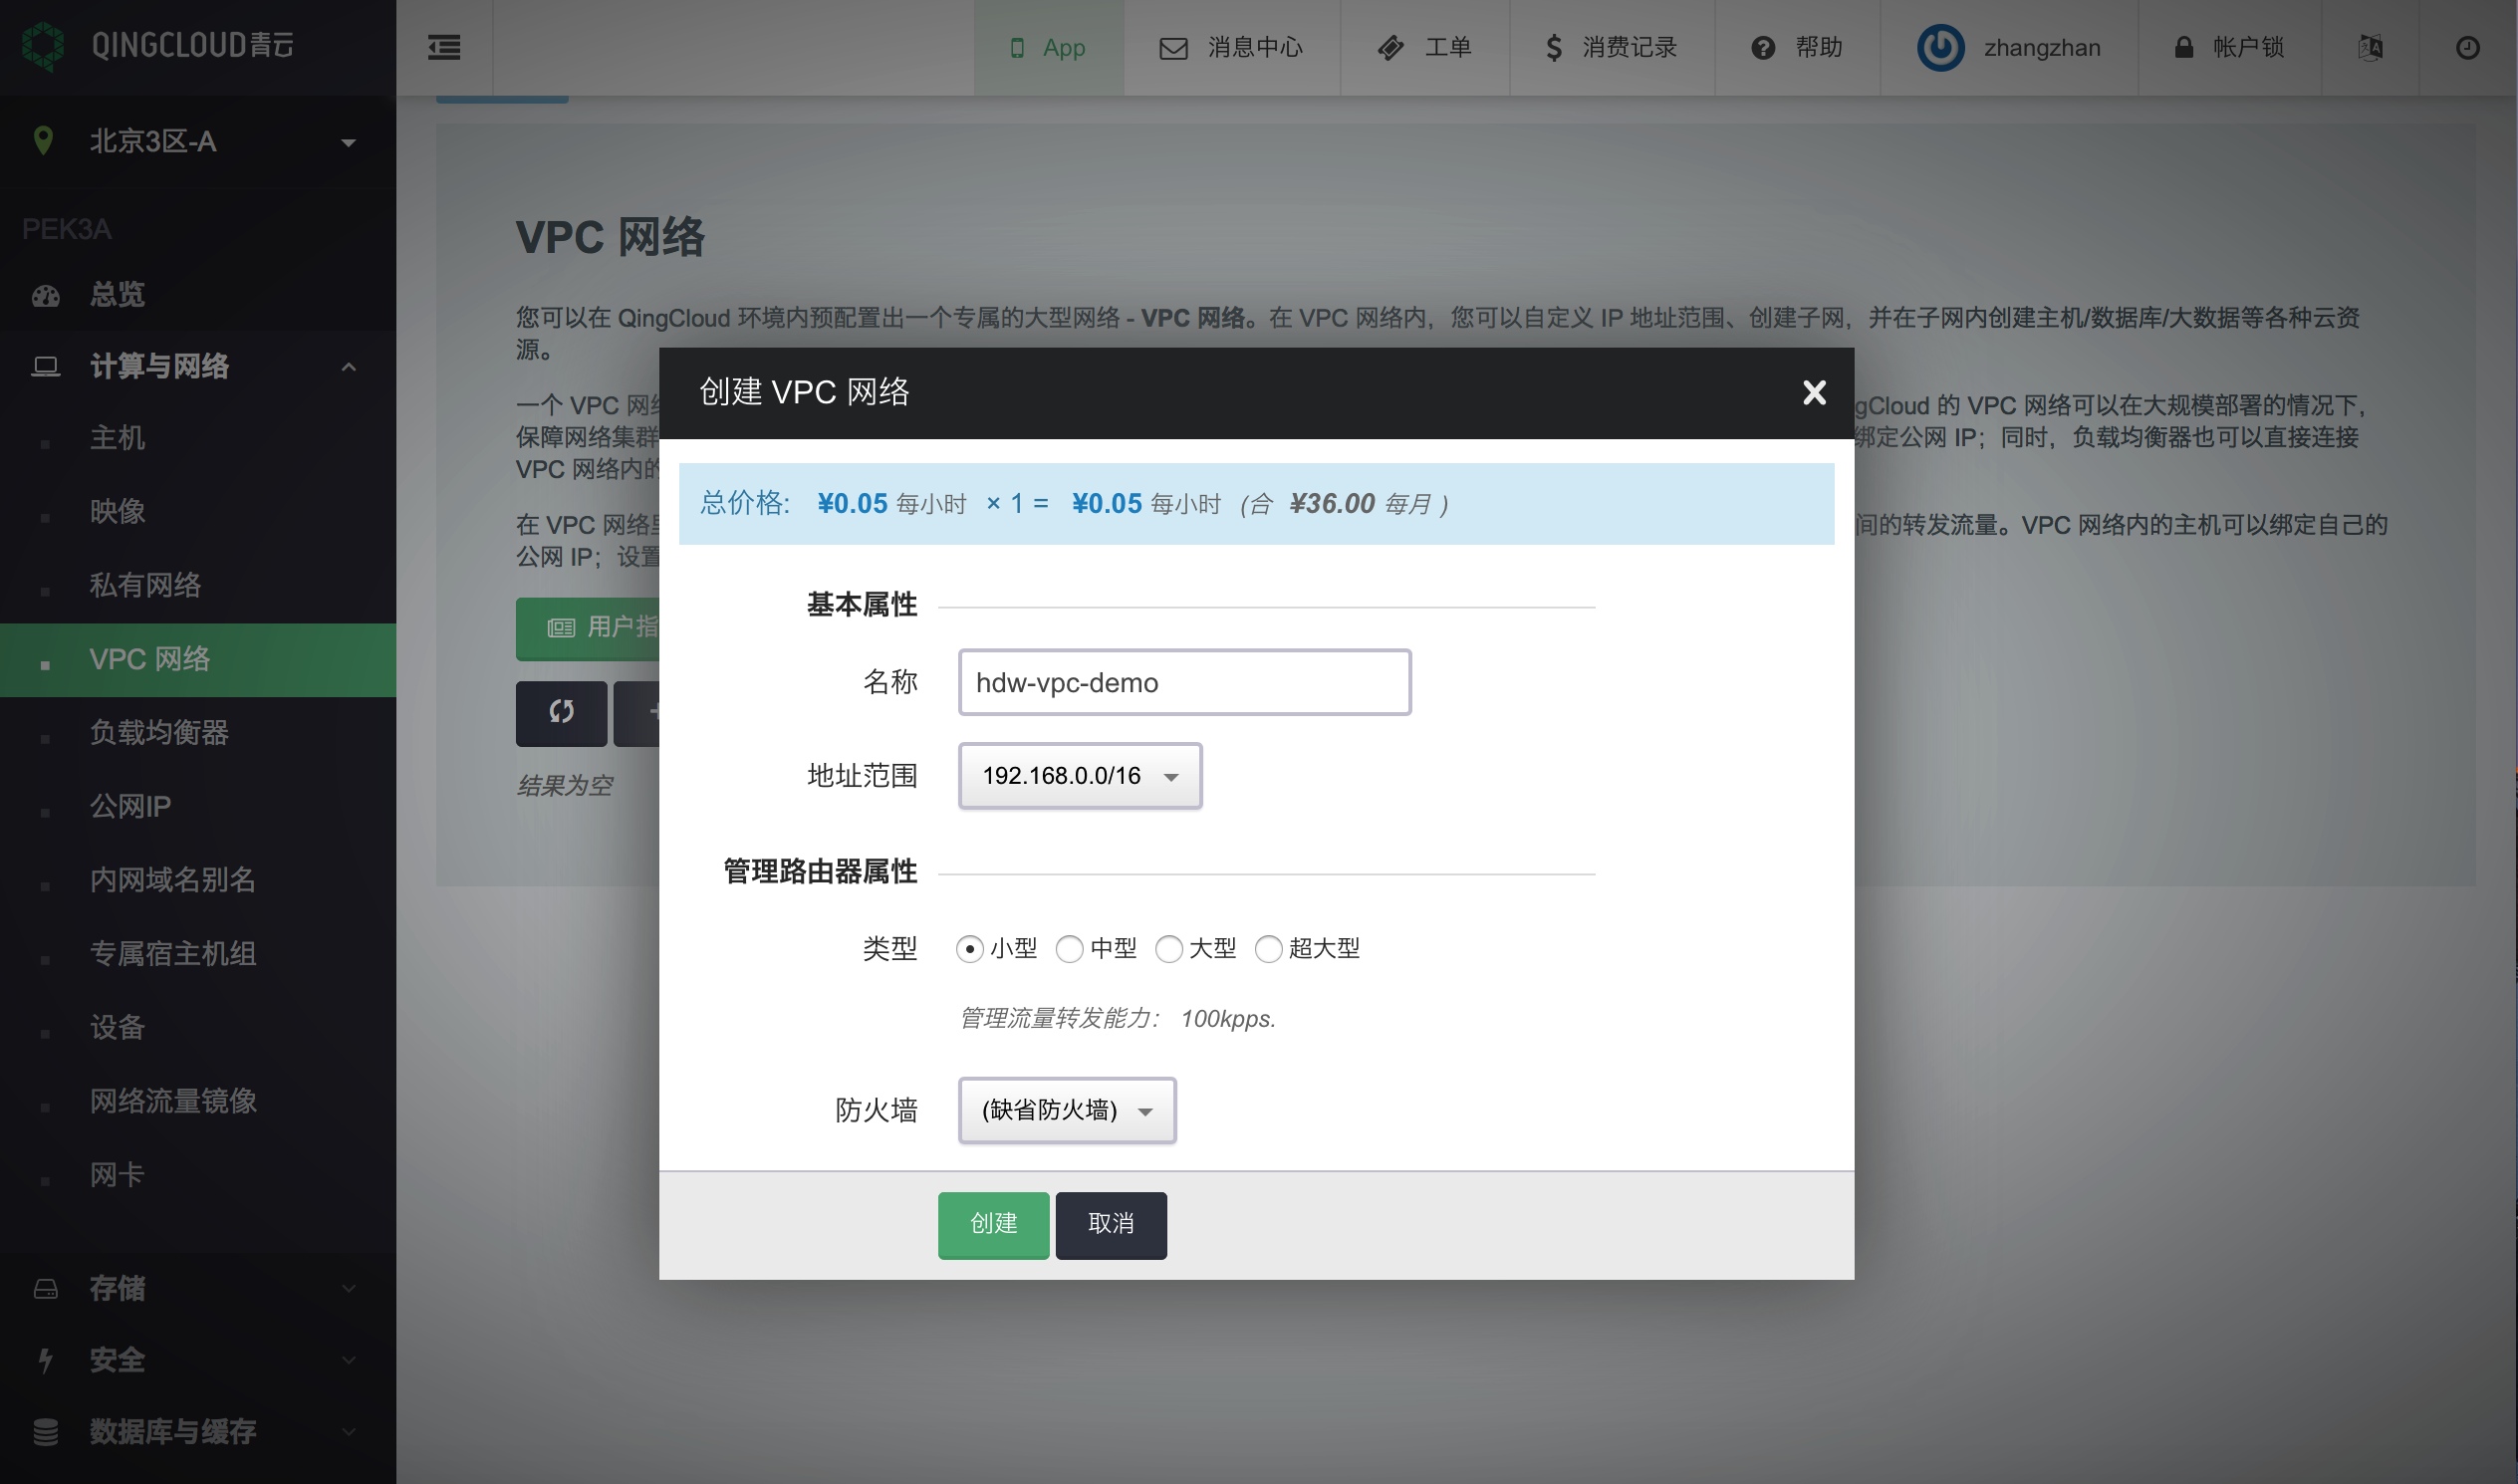 QINGCLOUD青云
App
消息中心
工单
消费记录
帮助
zhangzhan
帐户锁
北京3区-A
PEK3A
总览
计算与网络
主机
映像
私有网络
VPC 网络
负载均衡器
公网IP
内网域名别名
专属宿主机组
设备
网络流量镜像
网卡
存储
安全
数据库与缓存
VPC 网络
您可以在 QingCloud 环境内预配置出一个专属的大型网络 - VPC 网络。在 VPC 网络内，您可以自定义 IP 地址范围、创建子网，并在子网内创建主机/数据库/大数据等各种云资
源。
一个 VPC 网络 gCloud 的 VPC 网络可以在大规模部署的情况下，
保障网络集群 绑定公网 IP；同时，负载均衡器也可以直接连接
VPC 网络内的
在 VPC 网络里 间的转发流量。VPC 网络内的主机可以绑定自己的
公网 IP；设置
用户指
结果为空
创建 VPC 网络
总价格: ¥0.05 每小时 × 1 = ¥0.05 每小时 (合 ¥36.00 每月 )
基本属性
名称 hdw-vpc-demo
地址范围 192.168.0.0/16
管理路由器属性
类型 小型 中型 大型 超大型
管理流量转发能力： 100kpps.
防火墙 (缺省防火墙)
创建 取消